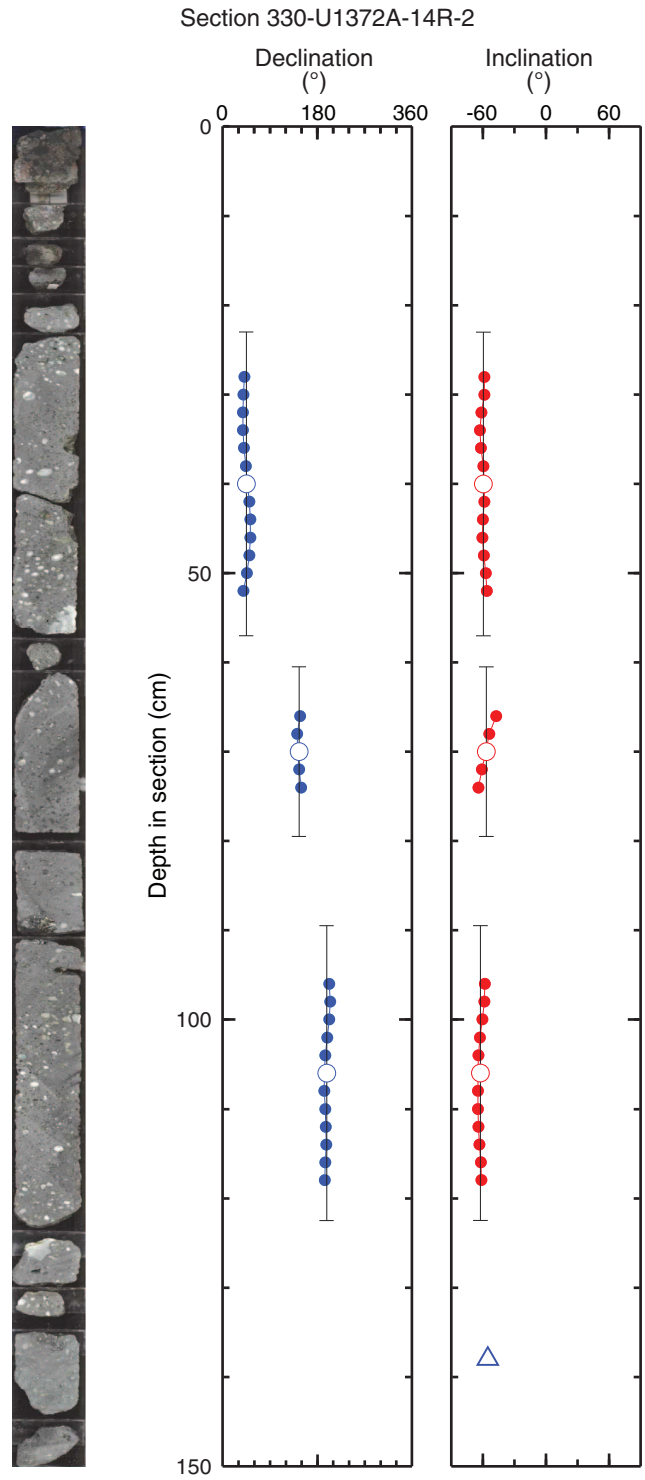 Section 330-U1372A-14R-2
Declination
(°)
Inclination
(°)
0 180 360
-60 0 60
0
50
100
150
Depth in section (cm)